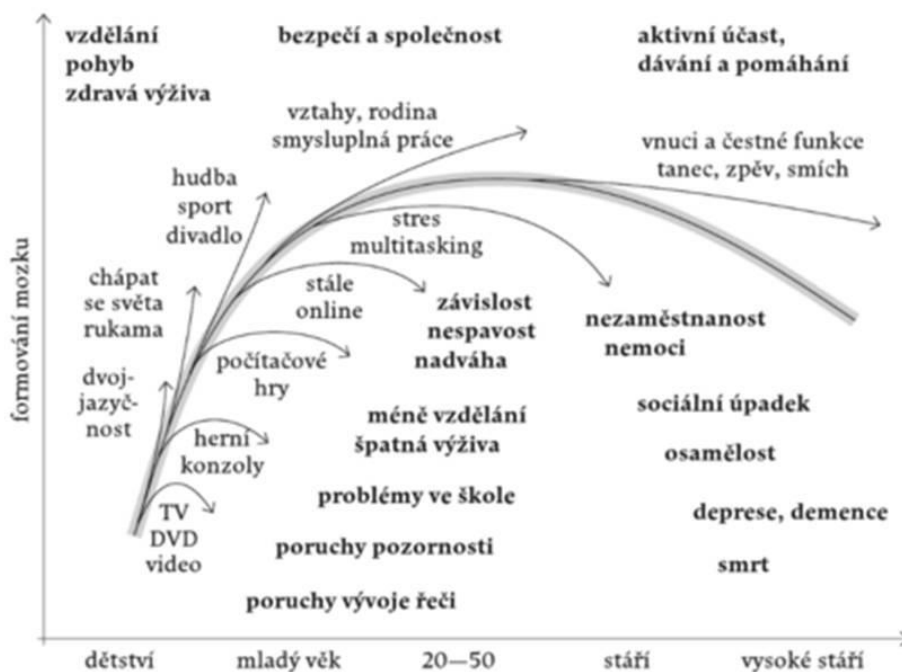 vzdělání
pohyb
zdravá výživa
bezpečí a společnost
aktivní účast,
dávání a pomáhání
vztahy, rodina
smysluplná práce
vnuci a čestné funkce
tanec, zpěv, smích
hudba
sport
divadlo
stres
multitasking
chápat
se světa
rukama
stále
online
závislost
nespavost
nadváha
nezaměstnanost
nemoci
dvoj-
jazyč-
nost
počítačové
hry
herní
konzoly
méně vzdělání
špatná výživa
sociální úpadek
osamělost
problémy ve škole
TV
DVD
video
deprese, demence
poruchy pozornosti
smrt
poruchy vývoje řeči
formování mozku
dětství
mladý věk
20—50
stáří
vysoké stáří